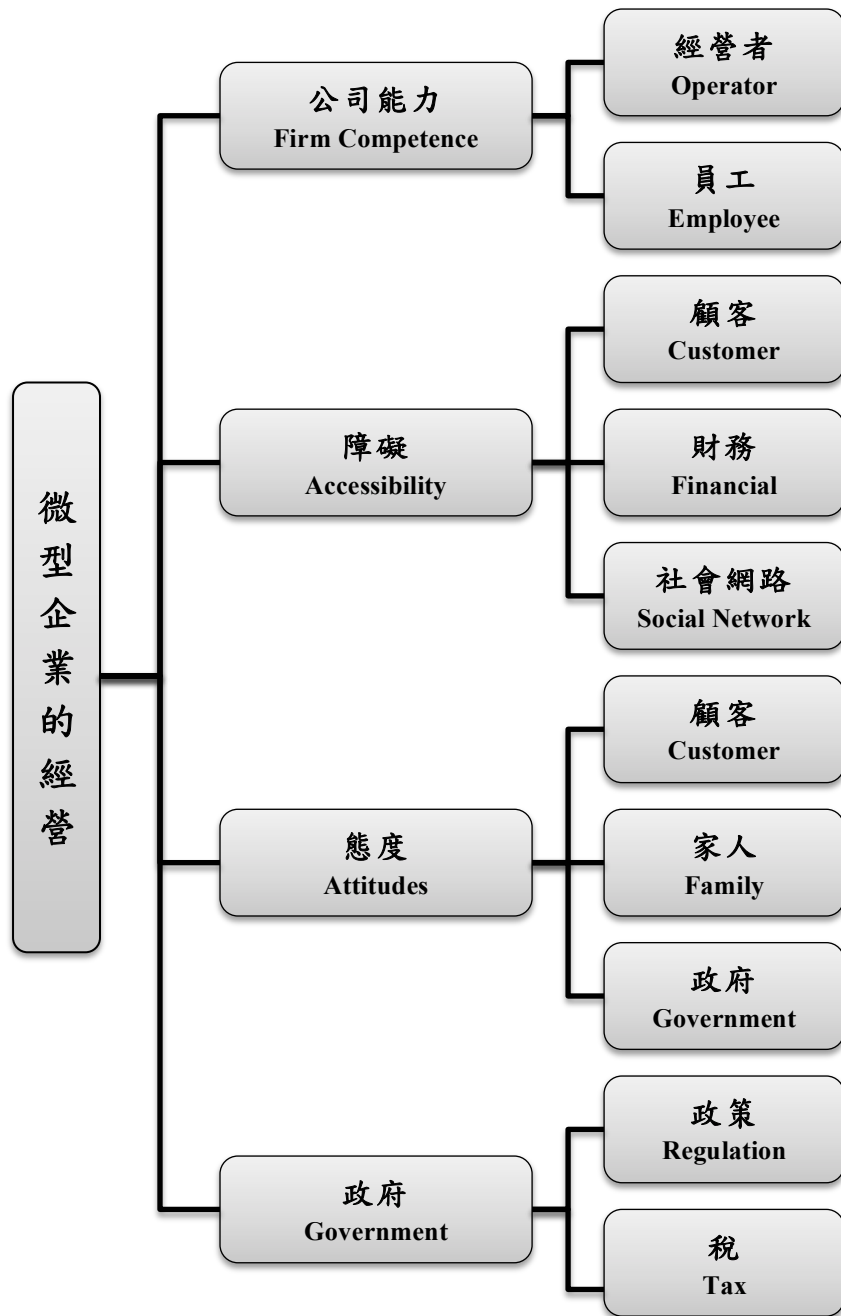 微型企業的經營
公司能力
Firm Competence
經營者
Operator
員工
Employee
障礙
Accessibility
顧客
Customer
財務
Financial
社會網路
Social Network
態度
Attitudes
顧客
Customer
家人
Family
政府
Government
政府
Government
政策
Regulation
稅
Tax